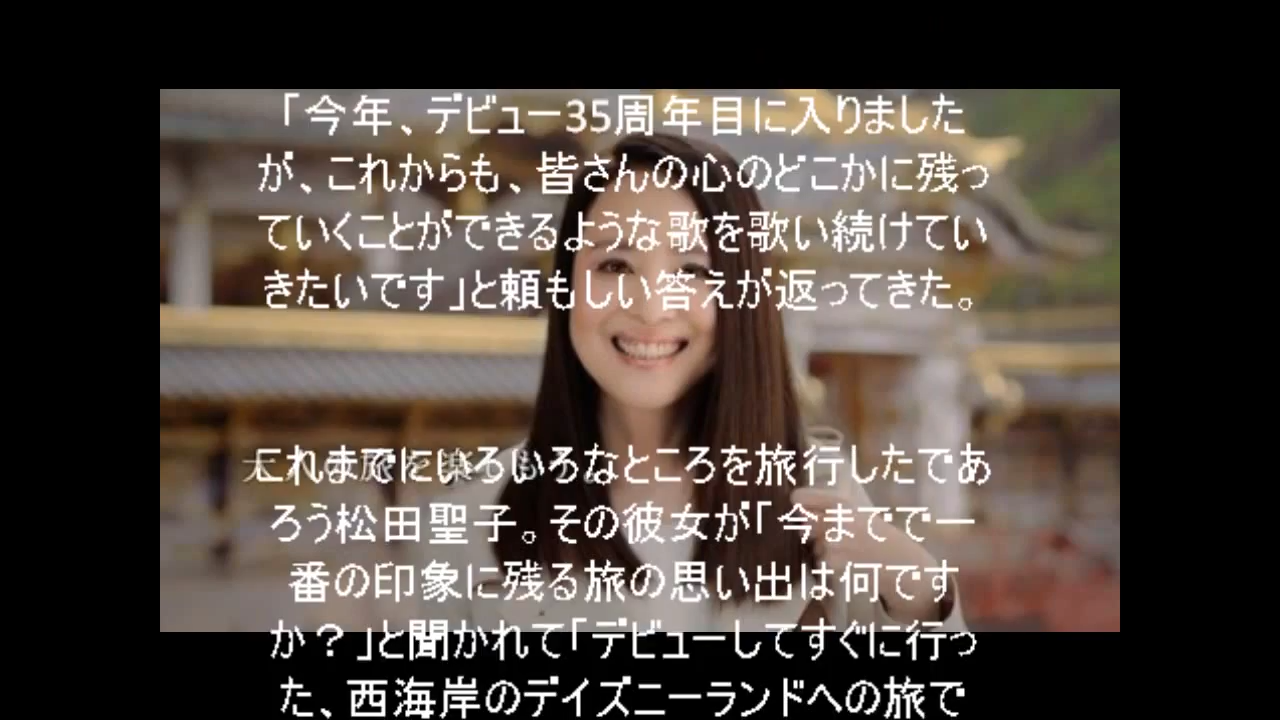 「今年、デビュー35周年目に入りました
が、これからも、皆さんの心のどこかに残っ
ていくことができるような歌を歌い続けてい
きたいです」と頼もしい答えが返ってきた。
これまでにいろいろなところを旅行したであ
ろう松田聖子。その彼女が「今までで一
番の印象に残る旅の思い出は何です
か？」と聞かれて「デビューしてすぐに行っ
た、西海岸のデイズニーランドへの旅で